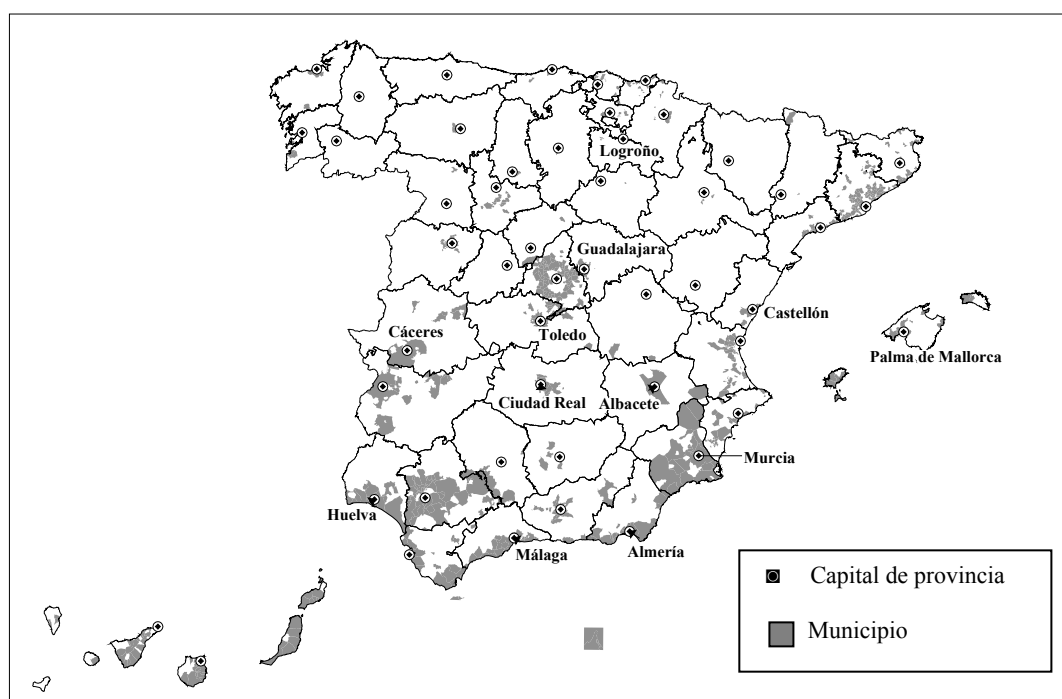 Logroño
Guadalajara
Castellón
Cáceres
Toledo
Palma de Mallorca
Ciudad Real
Albacete
Murcia
Huelva
Málaga
Almería
Capital de provincia
Municipio